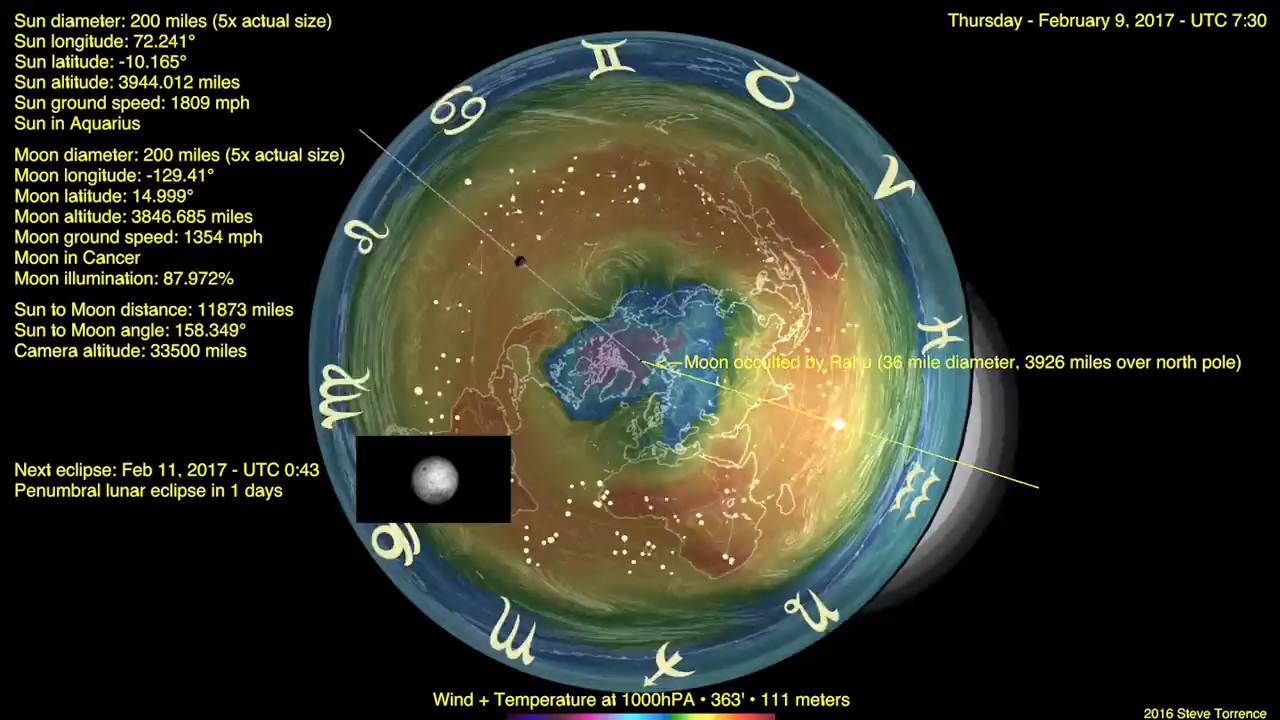 Sun diameter: 200 miles (5x actual size)
Sun longitude: 72.241°
Sun latitude: -10.165°
Sun altitude: 3944.012 miles
Sun ground speed: 1809 mph
Sun in Aquarius
Thursday - February 9, 2017 - UTC 7:30
Moon diameter: 200 miles (5x actual size)
Moon longitude: -129.41°
Moon latitude: 14.999°
Moon altitude: 3846.685 miles
Moon ground speed: 1354 mph
Moon in Cancer
Moon illumination: 87.972%
Sun to Moon distance: 11873 miles
Sun to Moon angle: 158.349°
Camera altitude: 33500 miles
Moon occulted by Rahu (36 mile diameter, 3926 miles over north pole)
Next eclipse: Feb 11, 2017 - UTC 0:43
Penumbral lunar eclipse in 1 days
♊
♉
♋
♈
♌
♓
♍
♒
♎
♑
♏
♐
Wind + Temperature at 1000hPA • 363' • 111 meters
2016 Steve Torrence